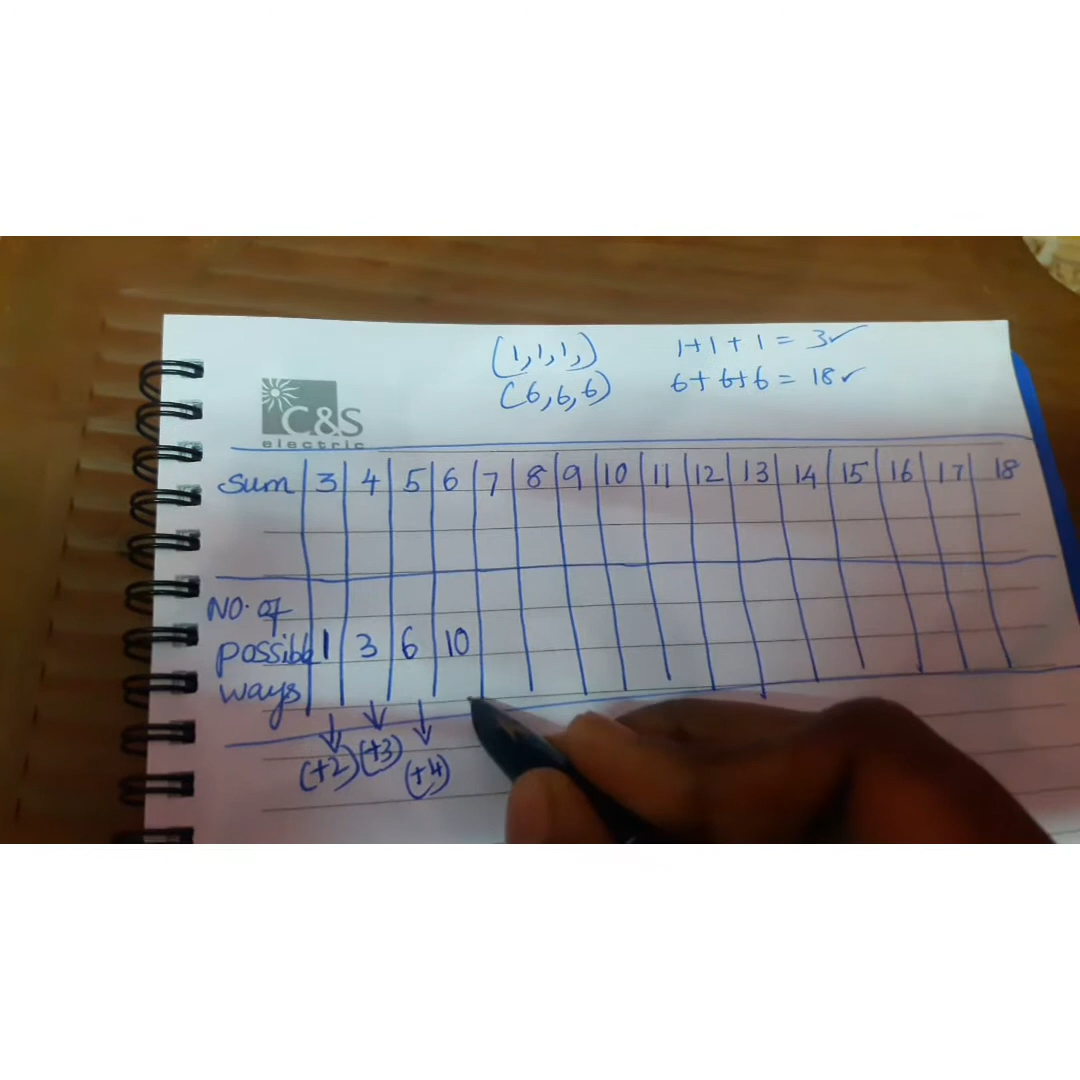 (1,1,1,) 1+1+1 = 3✓
(6,6,6) 6+6+6 = 18✓
C&S
electric
Sum 3 4 5 6 7 8 9 10 11 12 13 14 15 16 17 18
NO. of
possible 1 3 6 10
ways
(+2) (+3) (+4)